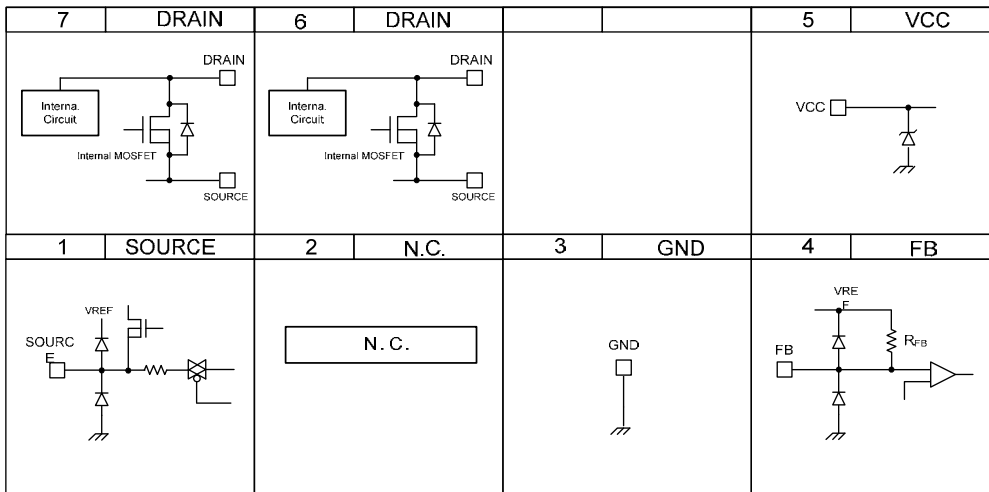 7 DRAIN 6 DRAIN 5 VCC
DRAIN
Interna.
Circuit
Internal MOSFET
SOURCE
DRAIN
Interna.
Circuit
Internal MOSFET
SOURCE
VCC
1 SOURCE 2 N.C. 3 GND 4 FB
VREF
SOURC
E
N.C.
GND
VRE
F
RFB
FB